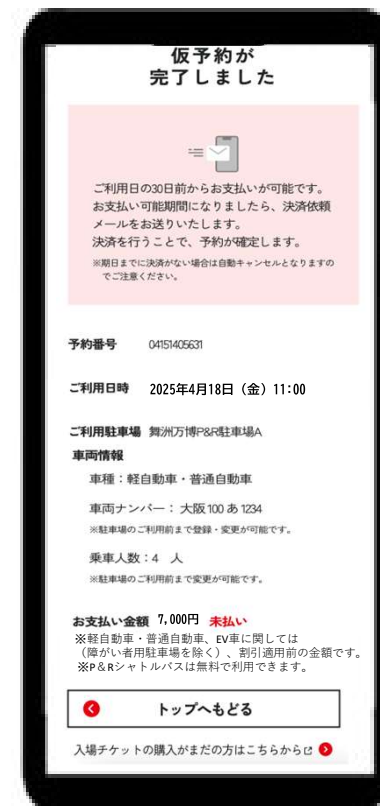 仮予約が
完了しました
ご利用日の30日前からお支払いが可能です。
お支払い可能期間になりましたら、決済依頼
メールをお送りいたします。
決済を行うことで、予約が確定します。
※期日までに決済がない場合は自動キャンセルとなりますの
でご注意ください。
予約番号 04151405631
ご利用日時 2025年4月18日（金）11:00
ご利用駐車場 舞洲万博P&R駐車場A
車両情報
車種：軽自動車・普通自動車
車両ナンバー： 大阪 100 あ 1234
※駐車場のご利用前まで登録・変更が可能です。
乗車人数：4 人
※駐車場のご利用前まで変更が可能です。
お支払い金額 7,000円 未払い
※軽自動車・普通自動車、EV車に関しては
（障がい者用駐車場を除く）、割引適用前の金額です。
※P＆Rシャトルバスは無料で利用できます。
トップへもどる
入場チケットの購入がまだの方はこちらから